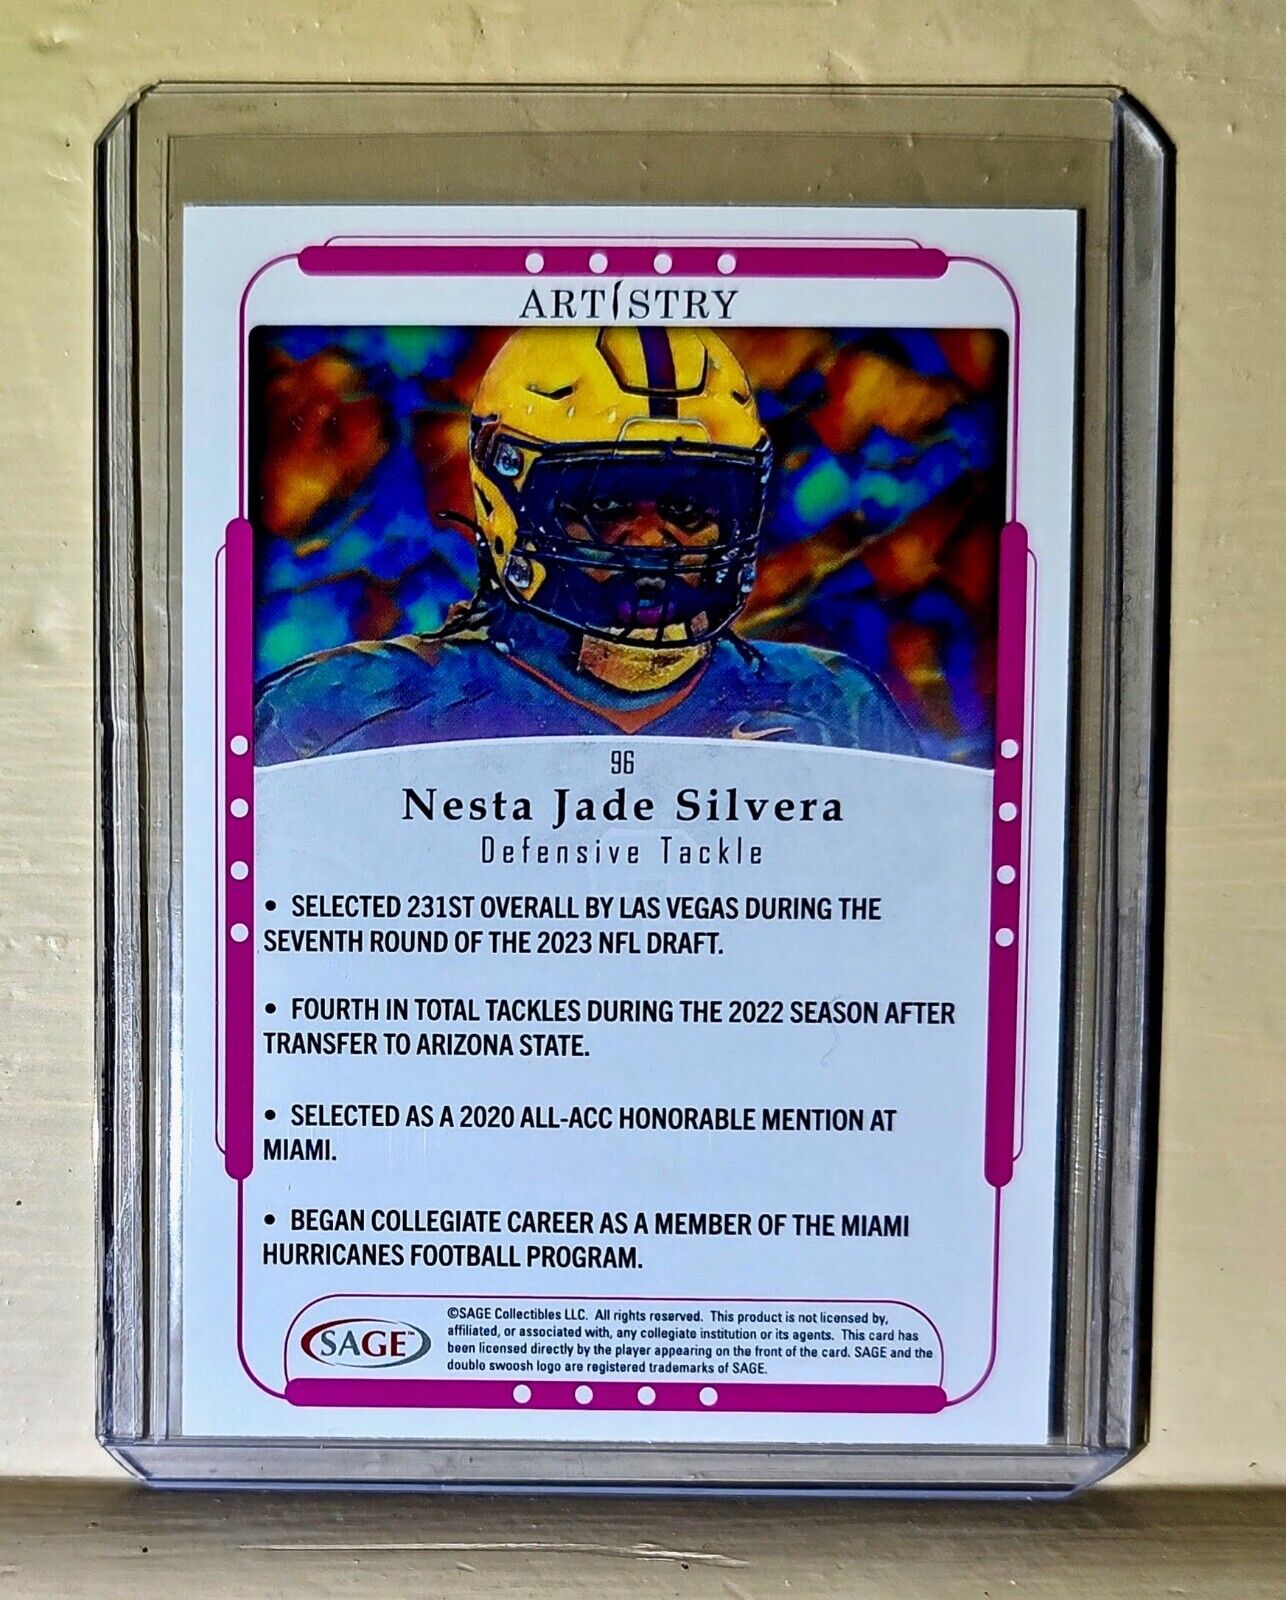 ARTISTRY
96
Nesta Jade Silvera
Defensive Tackle
• SELECTED 231ST OVERALL BY LAS VEGAS DURING THE
SEVENTH ROUND OF THE 2023 NFL DRAFT.
• FOURTH IN TOTAL TACKLES DURING THE 2022 SEASON AFTER
TRANSFER TO ARIZONA STATE.
• SELECTED AS A 2020 ALL-ACC HONORABLE MENTION AT
MIAMI.
• BEGAN COLLEGIATE CAREER AS A MEMBER OF THE MIAMI
HURRICANES FOOTBALL PROGRAM.
SAGE™
©SAGE Collectibles LLC. All rights reserved. This product is not licensed by,
affiliated, or associated with, any collegiate institution or its agents. This card has
been licensed directly by the player appearing on the front of the card. SAGE and the
double swoosh logo are registered trademarks of SAGE.